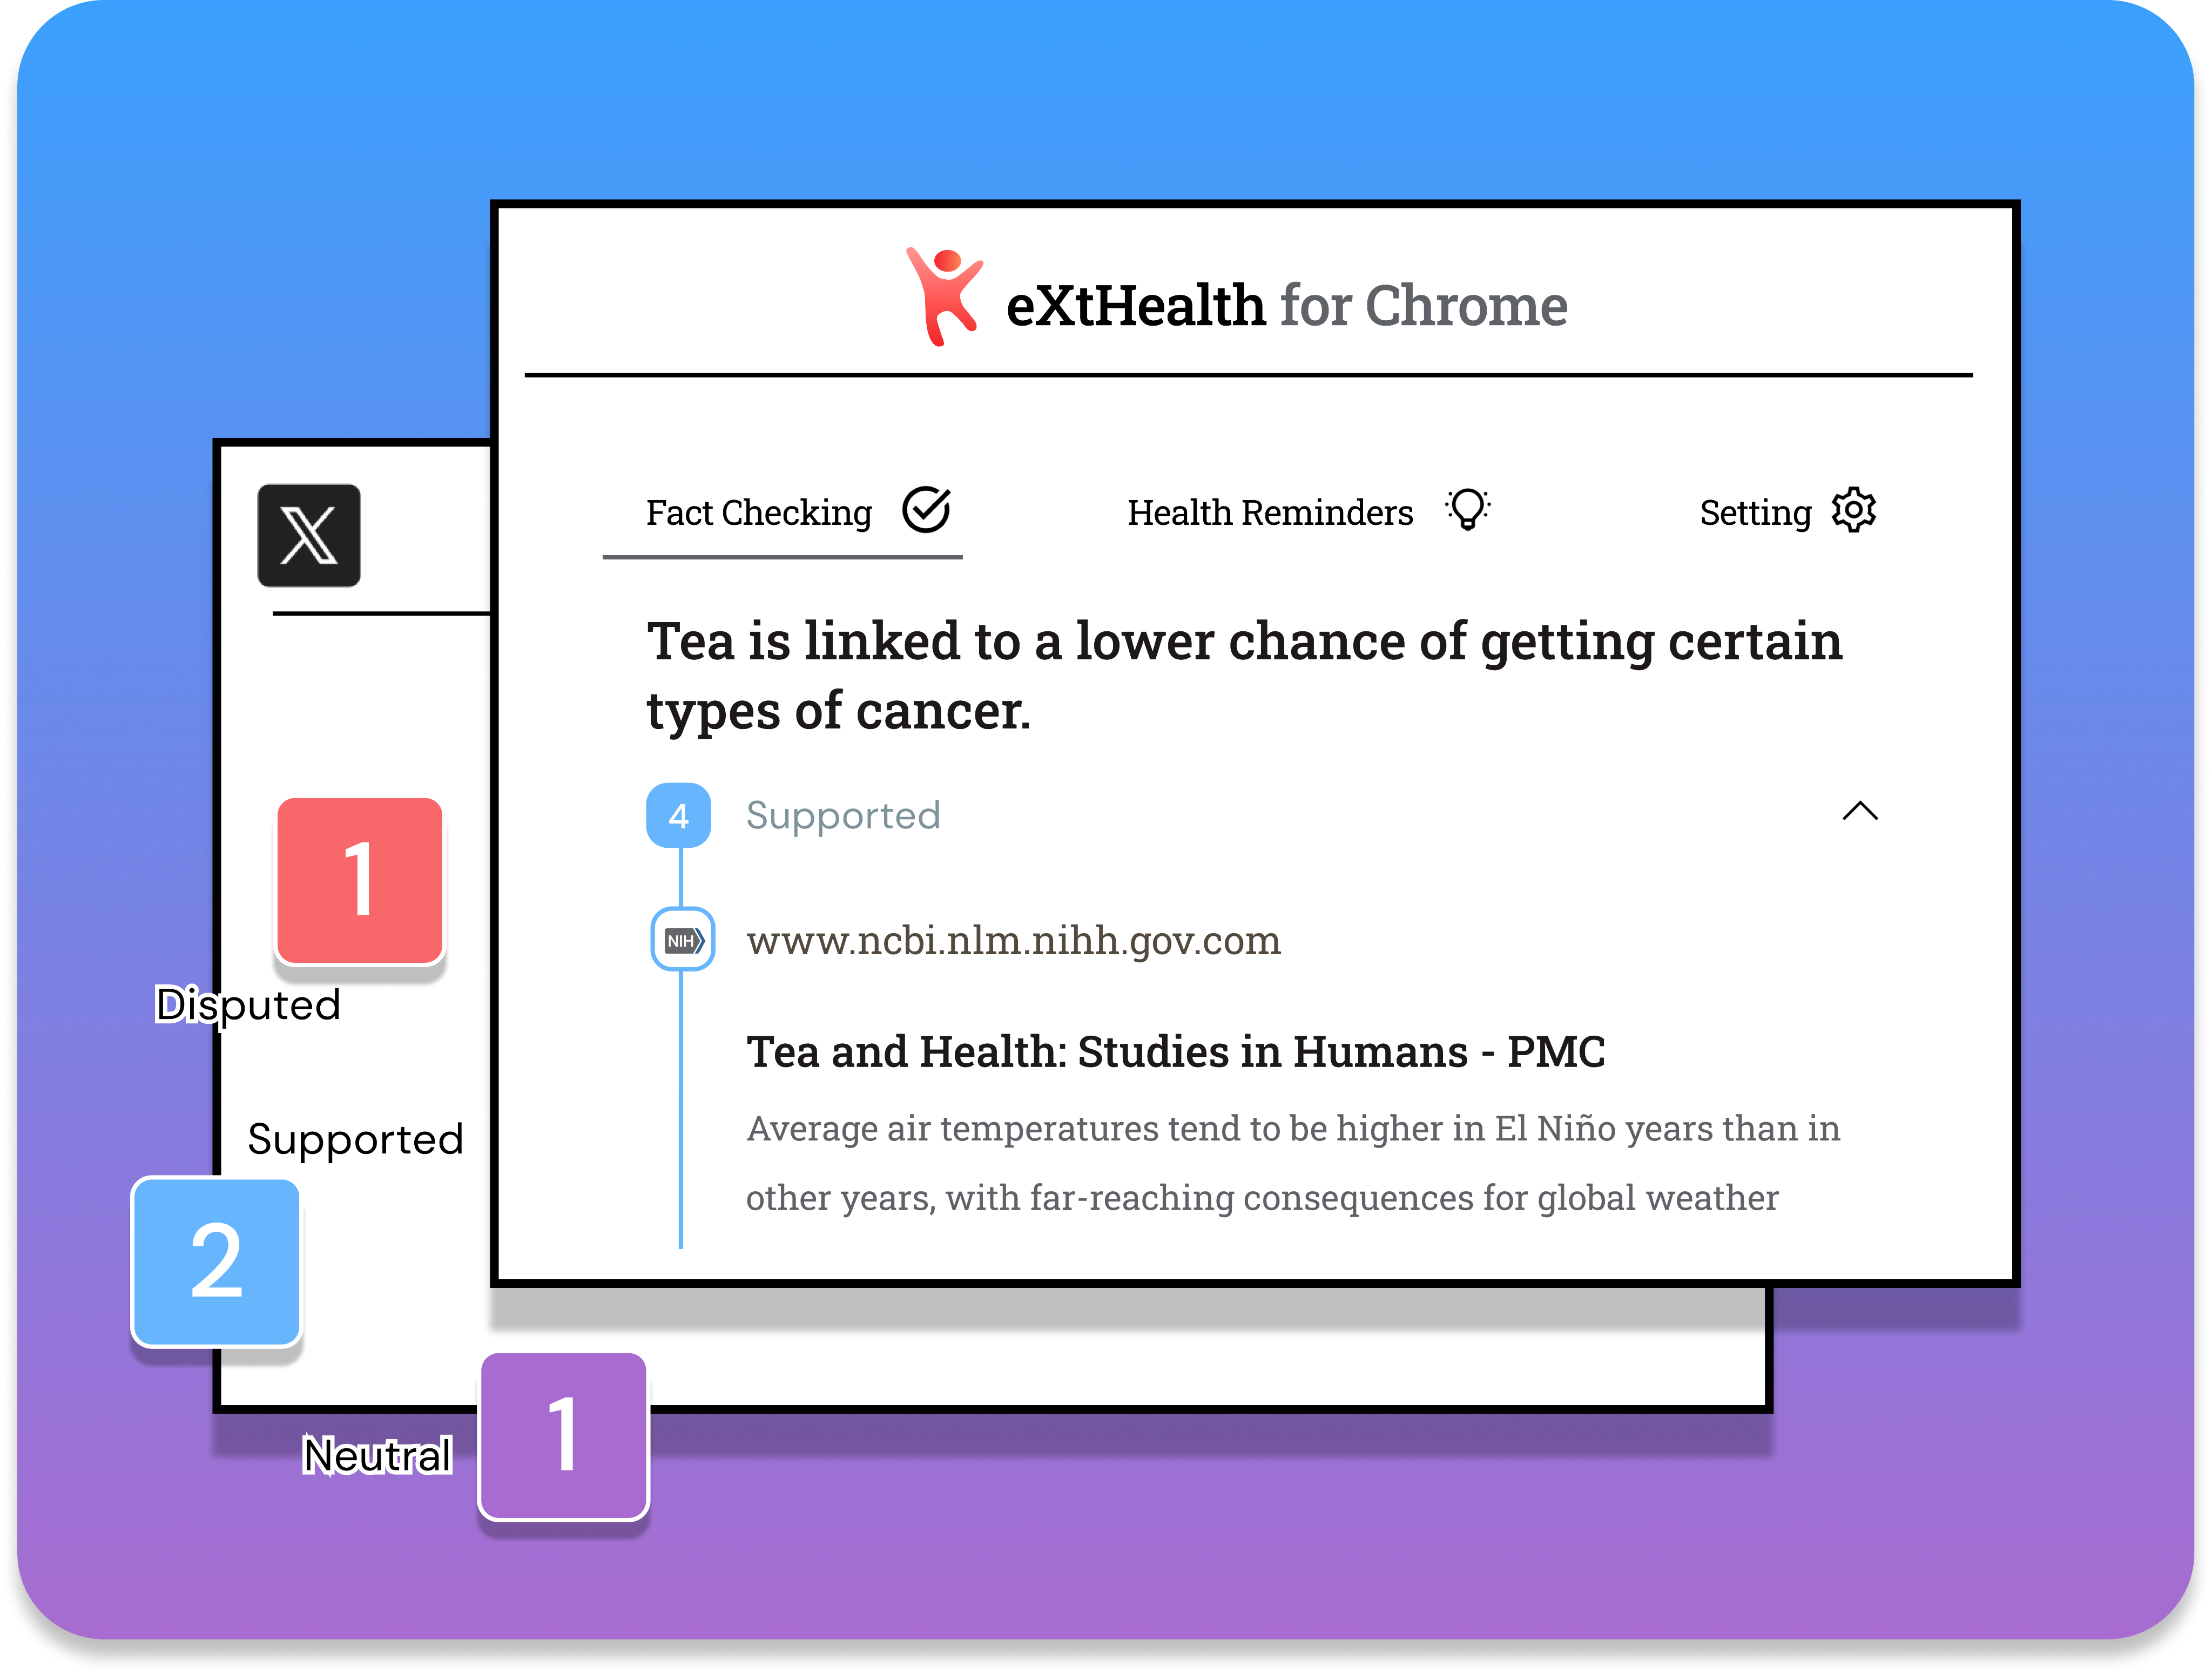 eXtHealth for Chrome
Fact Checking
Health Reminders
Setting
Tea is linked to a lower chance of getting certain
types of cancer.
4
Supported
NIH
www.ncbi.nlm.nihh.gov.com
Tea and Health: Studies in Humans - PMC
Average air temperatures tend to be higher in El Niño years than in
other years, with far-reaching consequences for global weather
X
1
Disputed
Supported
2
Neutral
1